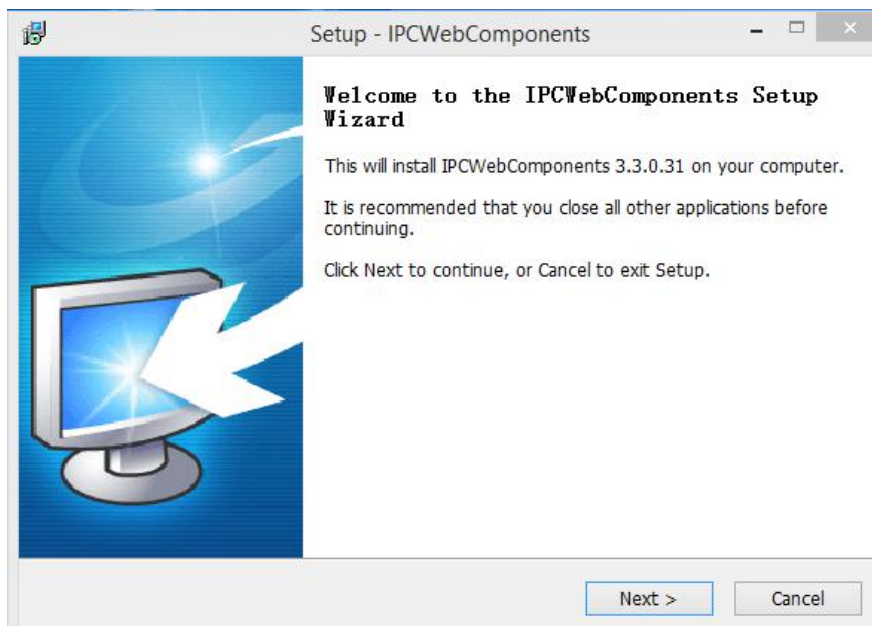 Setup - IPCWebComponents
Welcome to the IPCWebComponents Setup
Wizard
This will install IPCWebComponents 3.3.0.31 on your computer.
It is recommended that you close all other applications before
continuing.
Click Next to continue, or Cancel to exit Setup.
Next >
Cancel